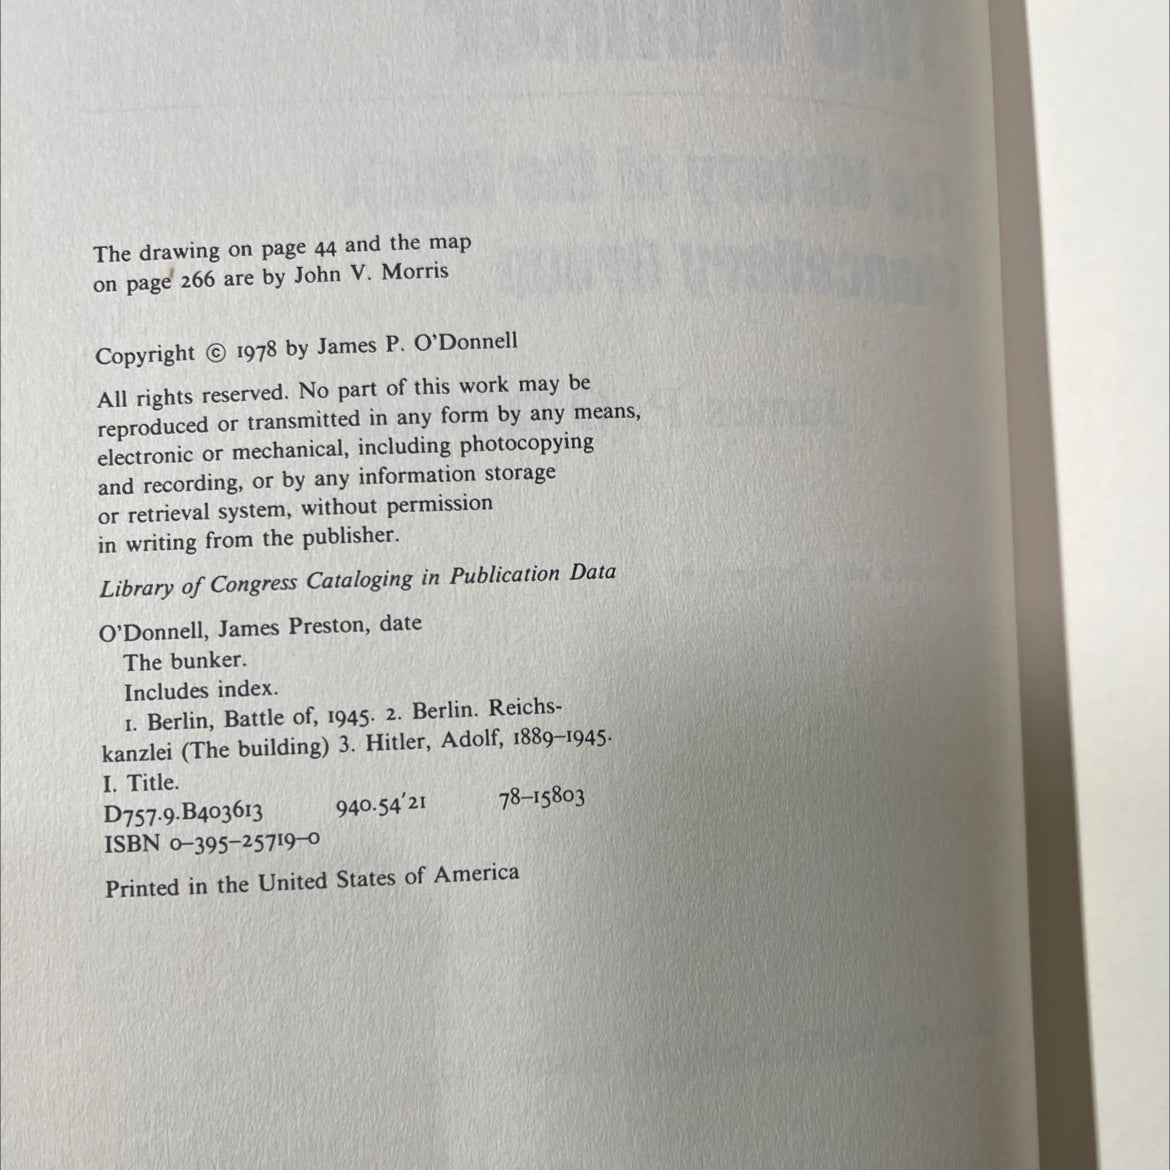 The drawing on page 44 and the map
on page 266 are by John V. Morris
Copyright © 1978 by James P. O'Donnell
All rights reserved. No part of this work may be
reproduced or transmitted in any form by any means,
electronic or mechanical, including photocopying
and recording, or by any information storage
or retrieval system, without permission
in writing from the publisher.
Library of Congress Cataloging in Publication Data
O'Donnell, James Preston, date
The bunker.
Includes index.
1. Berlin, Battle of, 1945. 2. Berlin. Reichs-
kanzlei (The building) 3. Hitler, Adolf, 1889–1945.
I. Title.
D757.9.B403613 940.54'21 78–15803
ISBN 0–395–25719–0
Printed in the United States of America